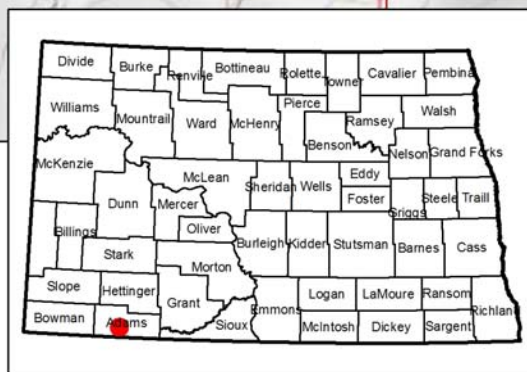 Divide
Burke
Renville
Bottineau
Rolette
Towner
Cavalier
Pembina
Williams
Mountrail
Ward
McHenry
Pierce
Ramsey
Walsh
Benson
Nelson
Grand Forks
McKenzie
McLean
Sheridan
Wells
Eddy
Foster
Griggs
Steele
Traill
Dunn
Mercer
Oliver
Billings
Burleigh
Kidder
Stutsman
Barnes
Cass
Stark
Morton
Slope
Hettinger
Grant
Emmons
Logan
LaMoure
Ransom
Richland
Bowman
Adams
Sioux
McIntosh
Dickey
Sargent